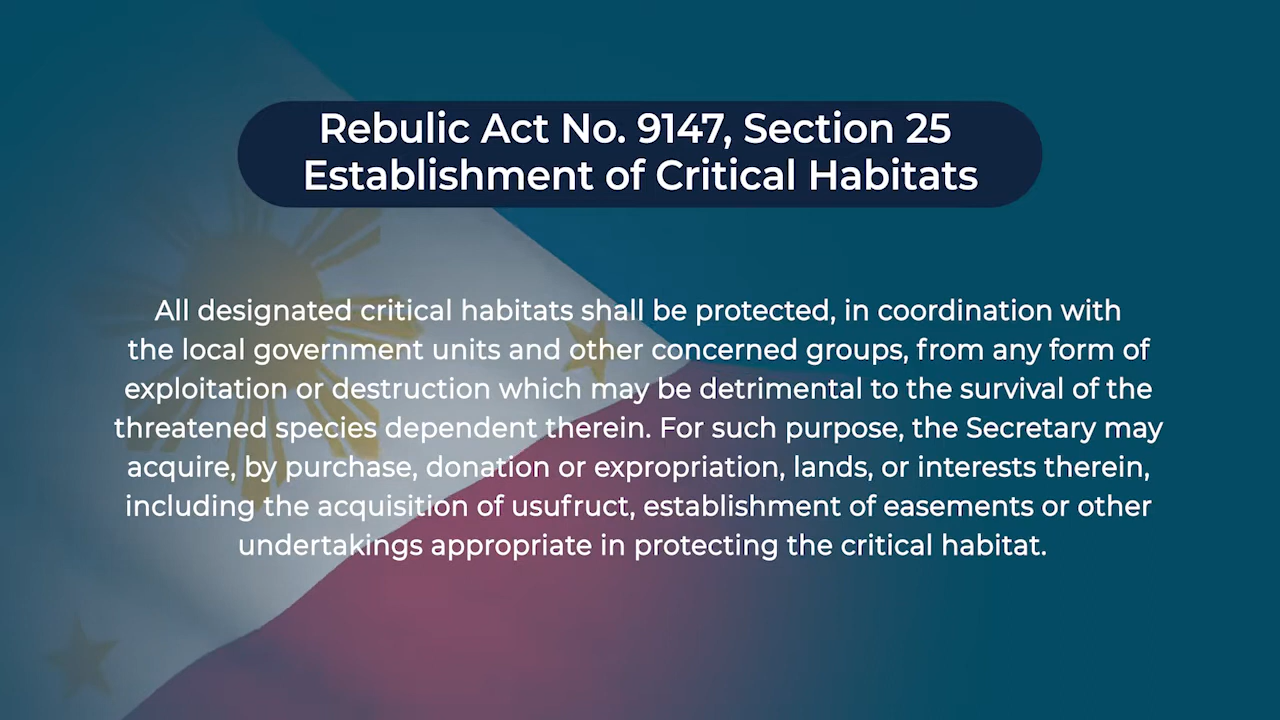 Rebulic Act No. 9147, Section 25
Establishment of Critical Habitats
All designated critical habitats shall be protected, in coordination with
the local government units and other concerned groups, from any form of
exploitation or destruction which may be detrimental to the survival of the
threatened species dependent therein. For such purpose, the Secretary may
acquire, by purchase, donation or expropriation, lands, or interests therein,
including the acquisition of usufruct, establishment of easements or other
undertakings appropriate in protecting the critical habitat.